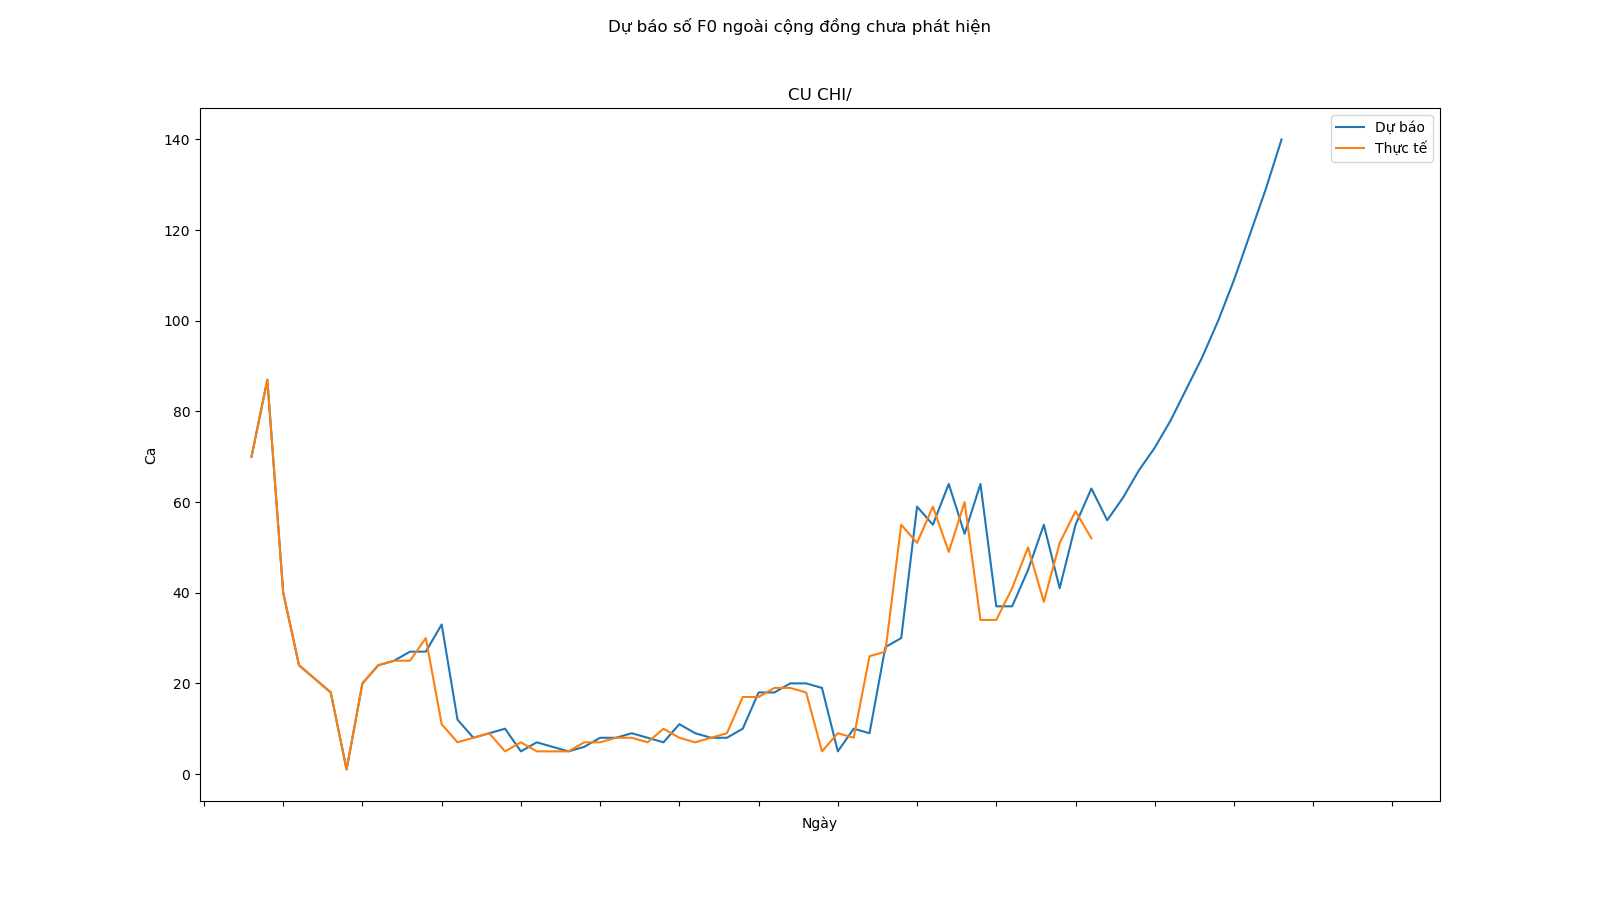 Dự báo số F0 ngoài cộng đồng chưa phát hiện
CU CHI/
Dự báo
Thực tế
140
120
100
80
60
40
20
0
Ca
Ngày